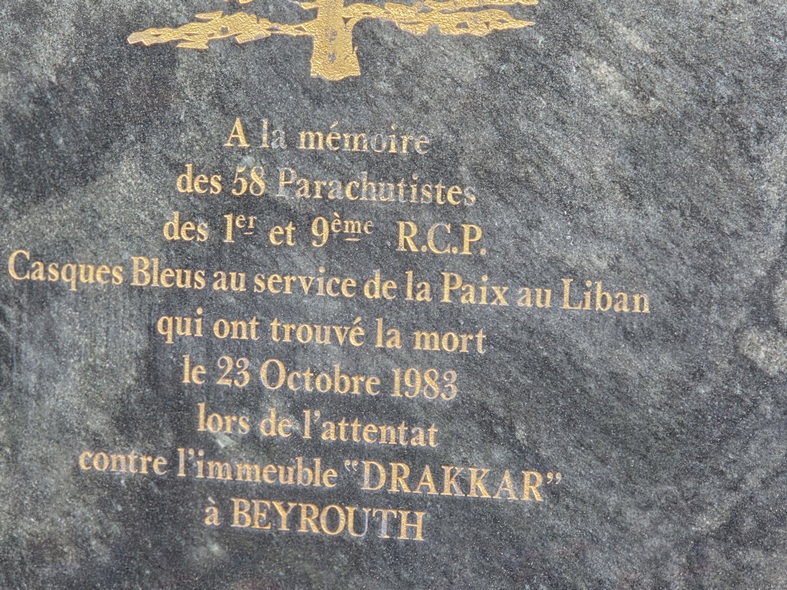 A la mémoire
des 58 Parachutistes
des 1er et 9ème R.C.P.
Casques Bleus au service de la Paix au Liban
qui ont trouvé la mort
le 23 Octobre 1983
lors de l'attentat
contre l'immeuble "DRAKKAR"
à BEYROUTH